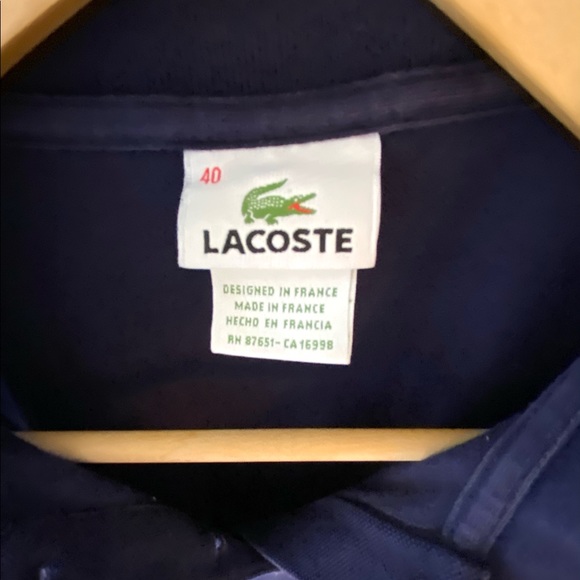 40
LACOSTE
DESIGNED IN FRANCE
MADE IN FRANCE
HECHO EN FRANCIA
RN 87651-CA16998